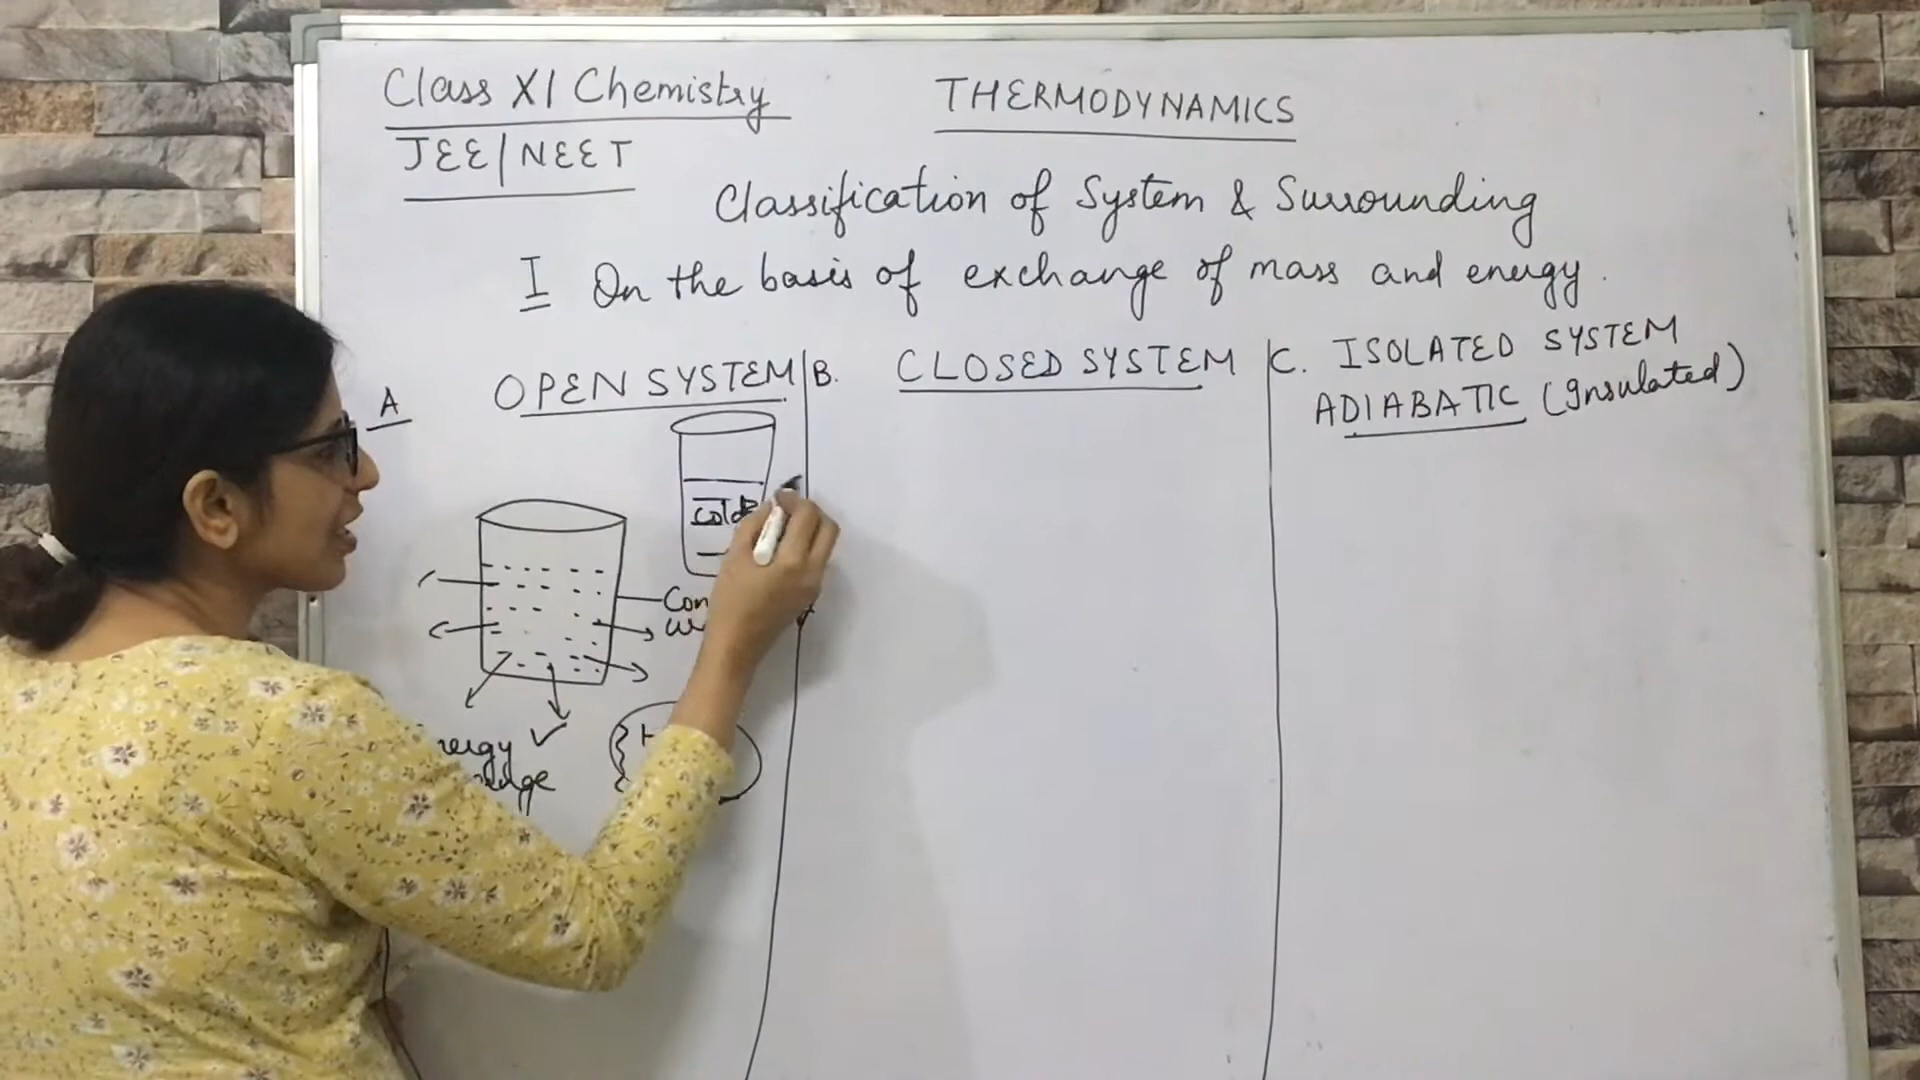 Class XI Chemistry
JEE/NEET
THERMODYNAMICS
Classification of System & Surrounding
I On the basis of exchange of mass and energy.
A OPEN SYSTEM
cold
B. CLOSED SYSTEM
C. ISOLATED SYSTEM
ADIABATIC (Insulated)